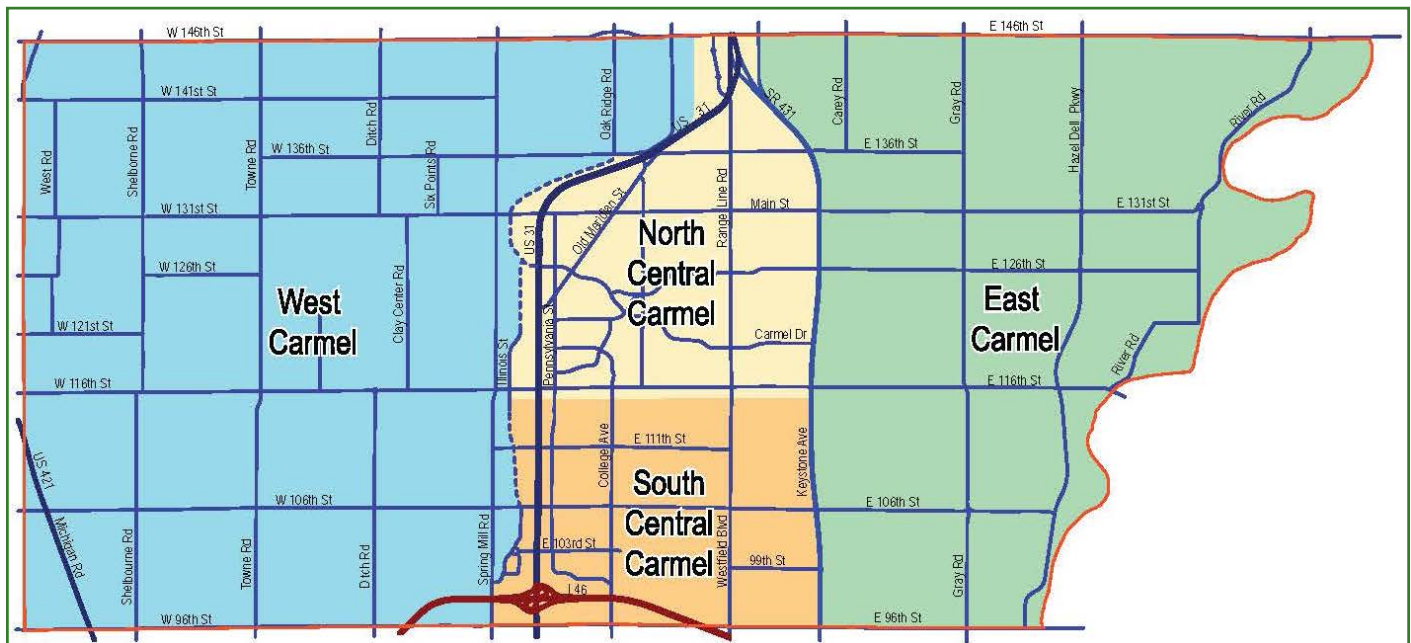 W 146th St
E 146th St
W 141st St
Oak Ridge Rd
US 31
SR 431
Carey Rd
Gray Rd
Hazel Dell Pkwy
River Rd
West Rd
Shelborne Rd
Towne Rd
Ditch Rd
W 136th St
E 136th St
Six Points Rd
W 131st St
Main St
E 131st St
US 31
Old Meridian St
Range Line Rd
North
Central
Carmel
W 126th St
E 126th St
West
Carmel
Clay Center Rd
East
Carmel
W 121st St
Illinois St
Pennsylvania St
Carmel Dr
River Rd
W 116th St
E 116th St
US 421
Michigan Rd
E 111th St
College Ave
Keystone Ave
South
Central
Carmel
W 106th St
E 106th St
Shelbourne Rd
Towne Rd
Ditch Rd
Spring Mill Rd
E 103rd St
Westfield Blvd
99th St
Gray Rd
I 46
W 96th St
E 96th St